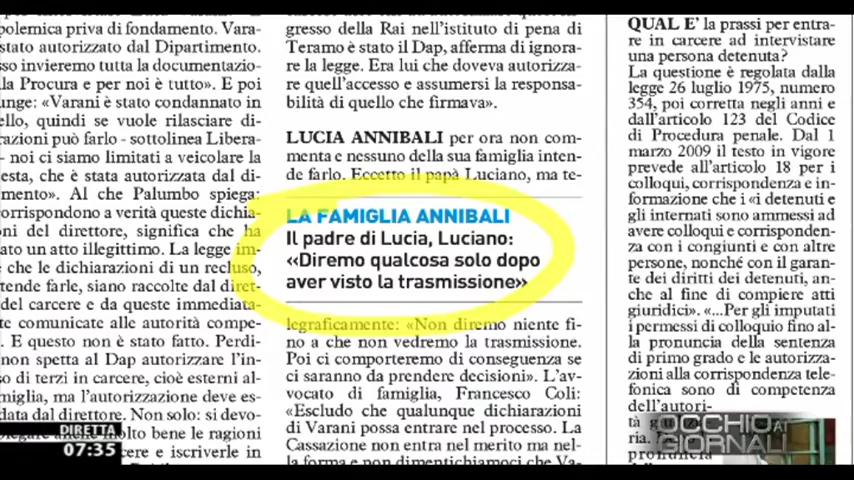 polemica priva di fondamento. Vara-
stato autorizzato dal Dipartimento.
sso invieremo tutta la documentazio-
la Procura e per noi è tutto». E poi
unge: «Varani è stato condannato in
ello, quindi se vuole rilasciare di-
razioni può farlo - sottolinea Libera-
- noi ci siamo limitati a veicolare la
esta, che è stata autorizzata dal di-
mento». Al che Palumbo spiega:
orrispondono a verità queste dichia-
ni del direttore, significa che ha
ato un atto illegittimo. La legge im-
che le dichiarazioni di un recluso,
tende farle, siano raccolte dal diret-
del carcere e da queste immediata-
te comunicate alle autorità compe-
. E questo non è stato fatto. Perdi-
non spetta al Dap autorizzare l'in-
so di terzi in carcere, cioè esterni al-
miglia, ma l'autorizzazione deve es-
data dal direttore. Non solo: si devo-
molto bene le ragioni
cere e iscriverle in
gresso della Rai nell'istituto di pena di
Teramo è stato il Dap, afferma di ignora-
re la legge. Era lui che doveva autorizza-
re quell'accesso e assumersi la responsa-
bilità di quello che firmava».
LUCIA ANNIBALI per ora non com-
menta e nessuno della sua famiglia inten-
de farlo. Eccetto il papà Luciano, ma te-
LA FAMIGLIA ANNIBALI
Il padre di Lucia, Luciano:
«Diremo qualcosa solo dopo
aver visto la trasmissione»
legraficamente: «Non diremo niente fi-
no a che non vedremo la trasmissione.
Poi ci comporteremo di conseguenza se
ci saranno da prendere decisioni». L'av-
vocato di famiglia, Francesco Coli:
«Escludo che qualunque dichiarazioni
di Varani possa entrare nel processo. La
Cassazione non entra nel merito ma nel-
la forma e non dimentichiamoci che Va-
QUAL E' la prassi per entra-
re in carcere ad intervistare
una persona detenuta?
La questione è regolata dalla
legge 26 luglio 1975, numero
354, poi corretta negli anni e
dall'articolo 123 del Codice
di Procedura penale. Dal 1
marzo 2009 il testo in vigore
prevede all'articolo 18 per i
colloqui, corrispondenza e in-
formazione che i «i detenuti e
gli internati sono ammessi ad
avere colloqui e corrisponden-
za con i congiunti e con altre
persone, nonché con il garan-
te dei diritti dei detenuti, an-
che al fine di compiere atti
giuridici». «...Per gli imputati
i permessi di colloquio fino al-
la pronuncia della sentenza
di primo grado e le autorizza-
zioni alla corrispondenza tele-
fonica sono di competenza
dell'autori-
tà
ria.
pronuncia
DIRETTA
07:35
OCCHIO AI
GIORNALI